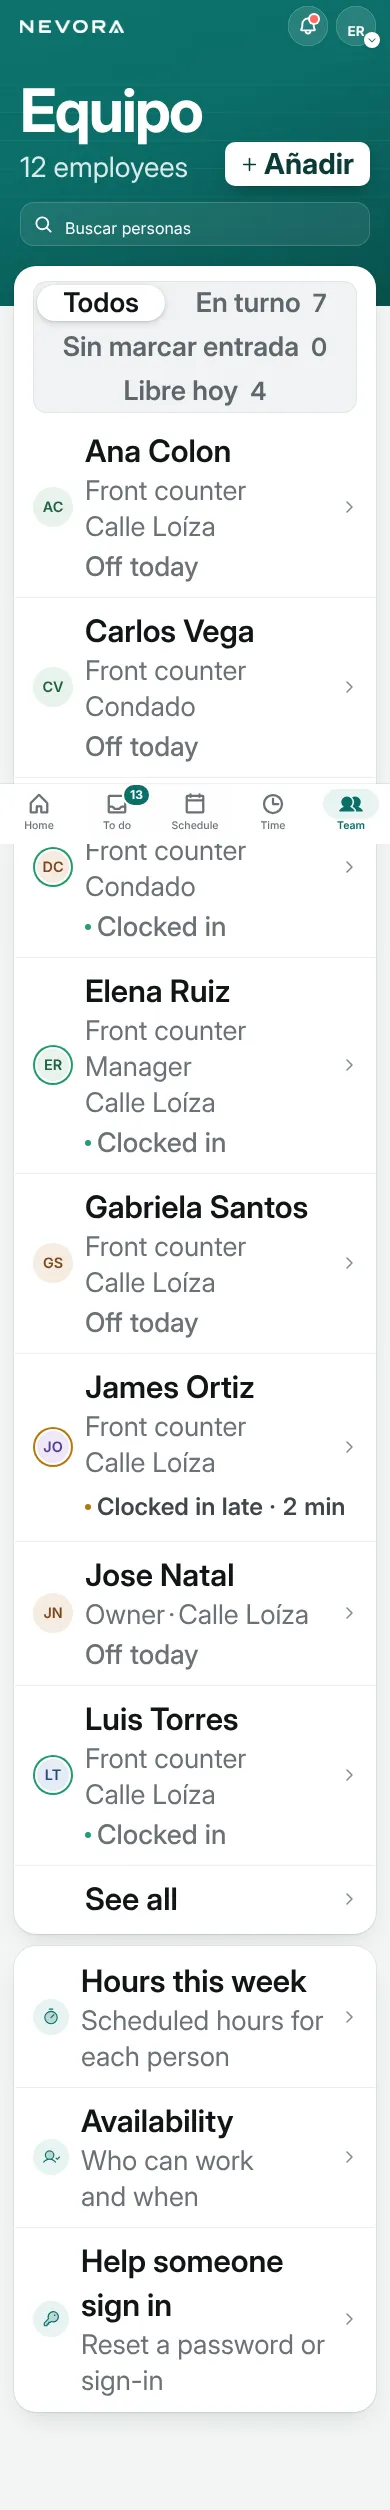 NEVORA
ER
Equipo
12 employees
+ Añadir
Buscar personas
Todos
En turno 7
Sin marcar entrada 0
Libre hoy 4
Ana Colon
AC
Front counter
Calle Loíza
Off today
Carlos Vega
CV
Front counter
Condado
Off today
Home
13
To do
Schedule
Time
Team
DC
Front counter
Condado
Clocked in
Elena Ruiz
ER
Front counter
Manager
Calle Loíza
Clocked in
Gabriela Santos
GS
Front counter
Calle Loíza
Off today
James Ortiz
JO
Front counter
Calle Loíza
Clocked in late · 2 min
Jose Natal
JN
Owner · Calle Loíza
Off today
Luis Torres
LT
Front counter
Calle Loíza
Clocked in
See all
Hours this week
Scheduled hours for
each person
Availability
Who can work
and when
Help someone
sign in
Reset a password or
sign-in